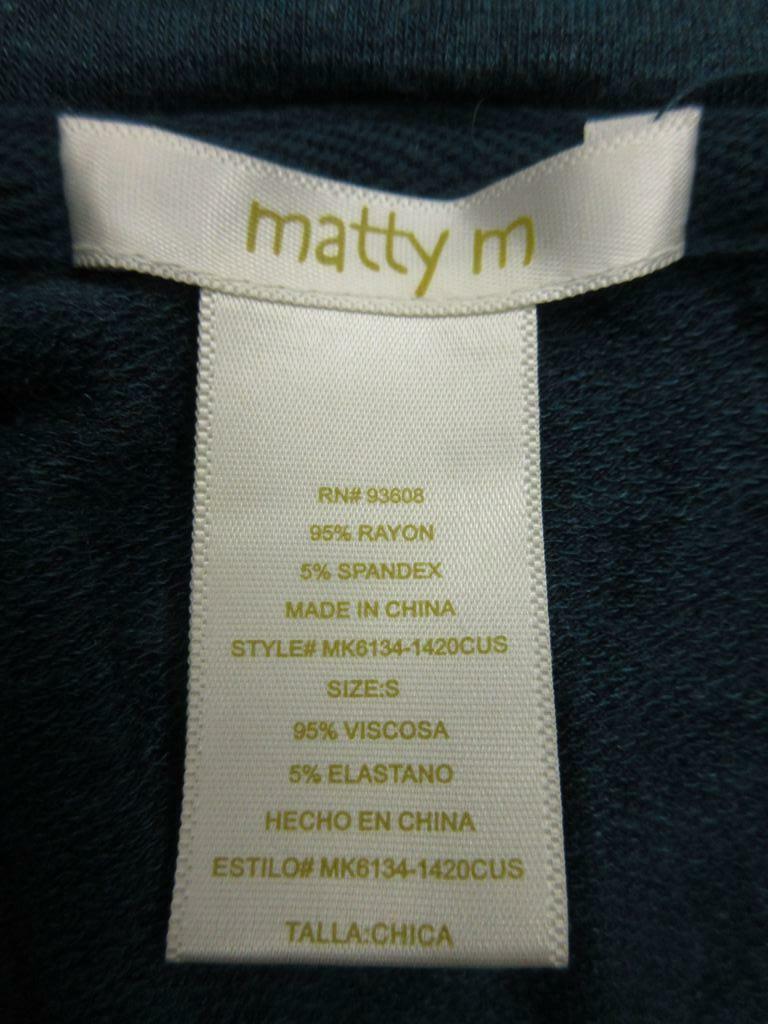 matty m
RN# 93608
95% RAYON
5% SPANDEX
MADE IN CHINA
STYLE# MK6134-1420CUS
SIZE:S
95% VISCOSA
5% ELASTANO
HECHO EN CHINA
ESTILO# MK6134-1420CUS
TALLA:CHICA